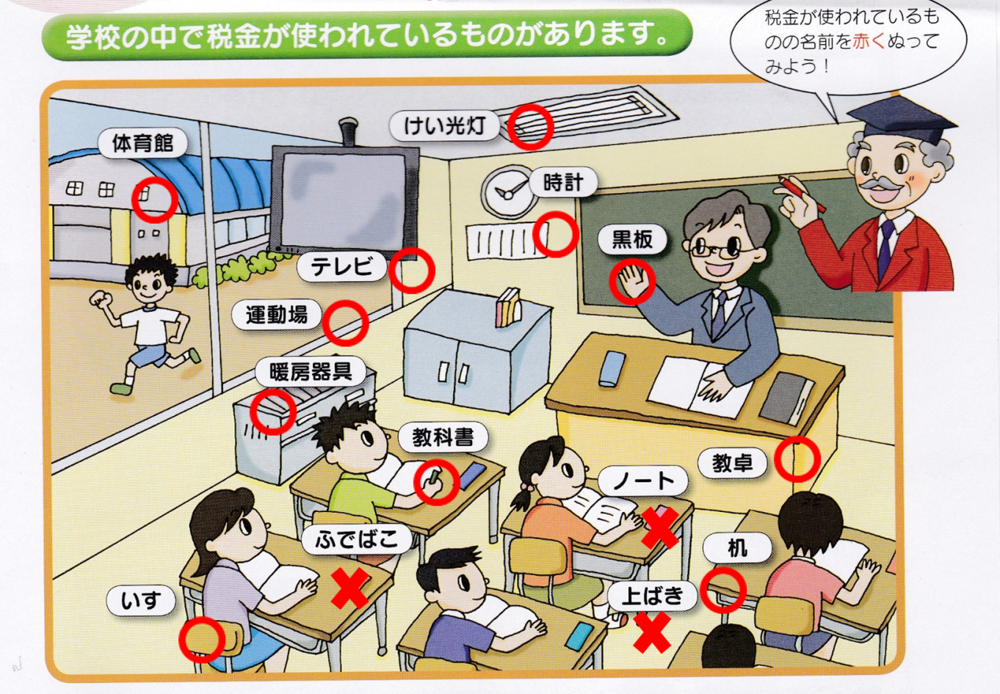 学校の中で税金が使われているものがあります。
税金が使われているも
のの名前を赤くぬって
みよう！
体育館
けい光灯
時計
黒板
テレビ
運動場
暖房器具
教科書
教卓
ノート
ふでばこ
机
いす
上ばき